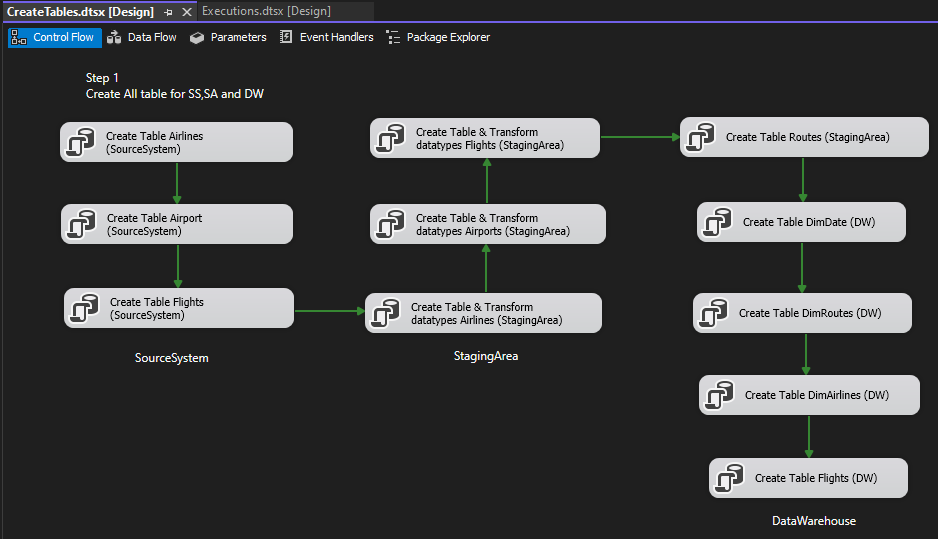 CreateTables.dtsx [Design]
Executions.dtsx [Design]
Control Flow
Data Flow
Parameters
Event Handlers
Package Explorer
Step 1
Create All table for SS,SA and DW
Create Table Airlines
(SourceSystem)
Create Table Airport
(SourceSystem)
Create Table Flights
(SourceSystem)
SourceSystem
Create Table & Transform
datatypes Flights (StagingArea)
Create Table & Transform
datatypes Airports (StagingArea)
Create Table & Transform
datatypes Airlines (StagingArea)
StagingArea
Create Table Routes (StagingArea)
Create Table DimDate (DW)
Create Table DimRoutes (DW)
Create Table DimAirlines (DW)
Create Table Flights (DW)
DataWarehouse